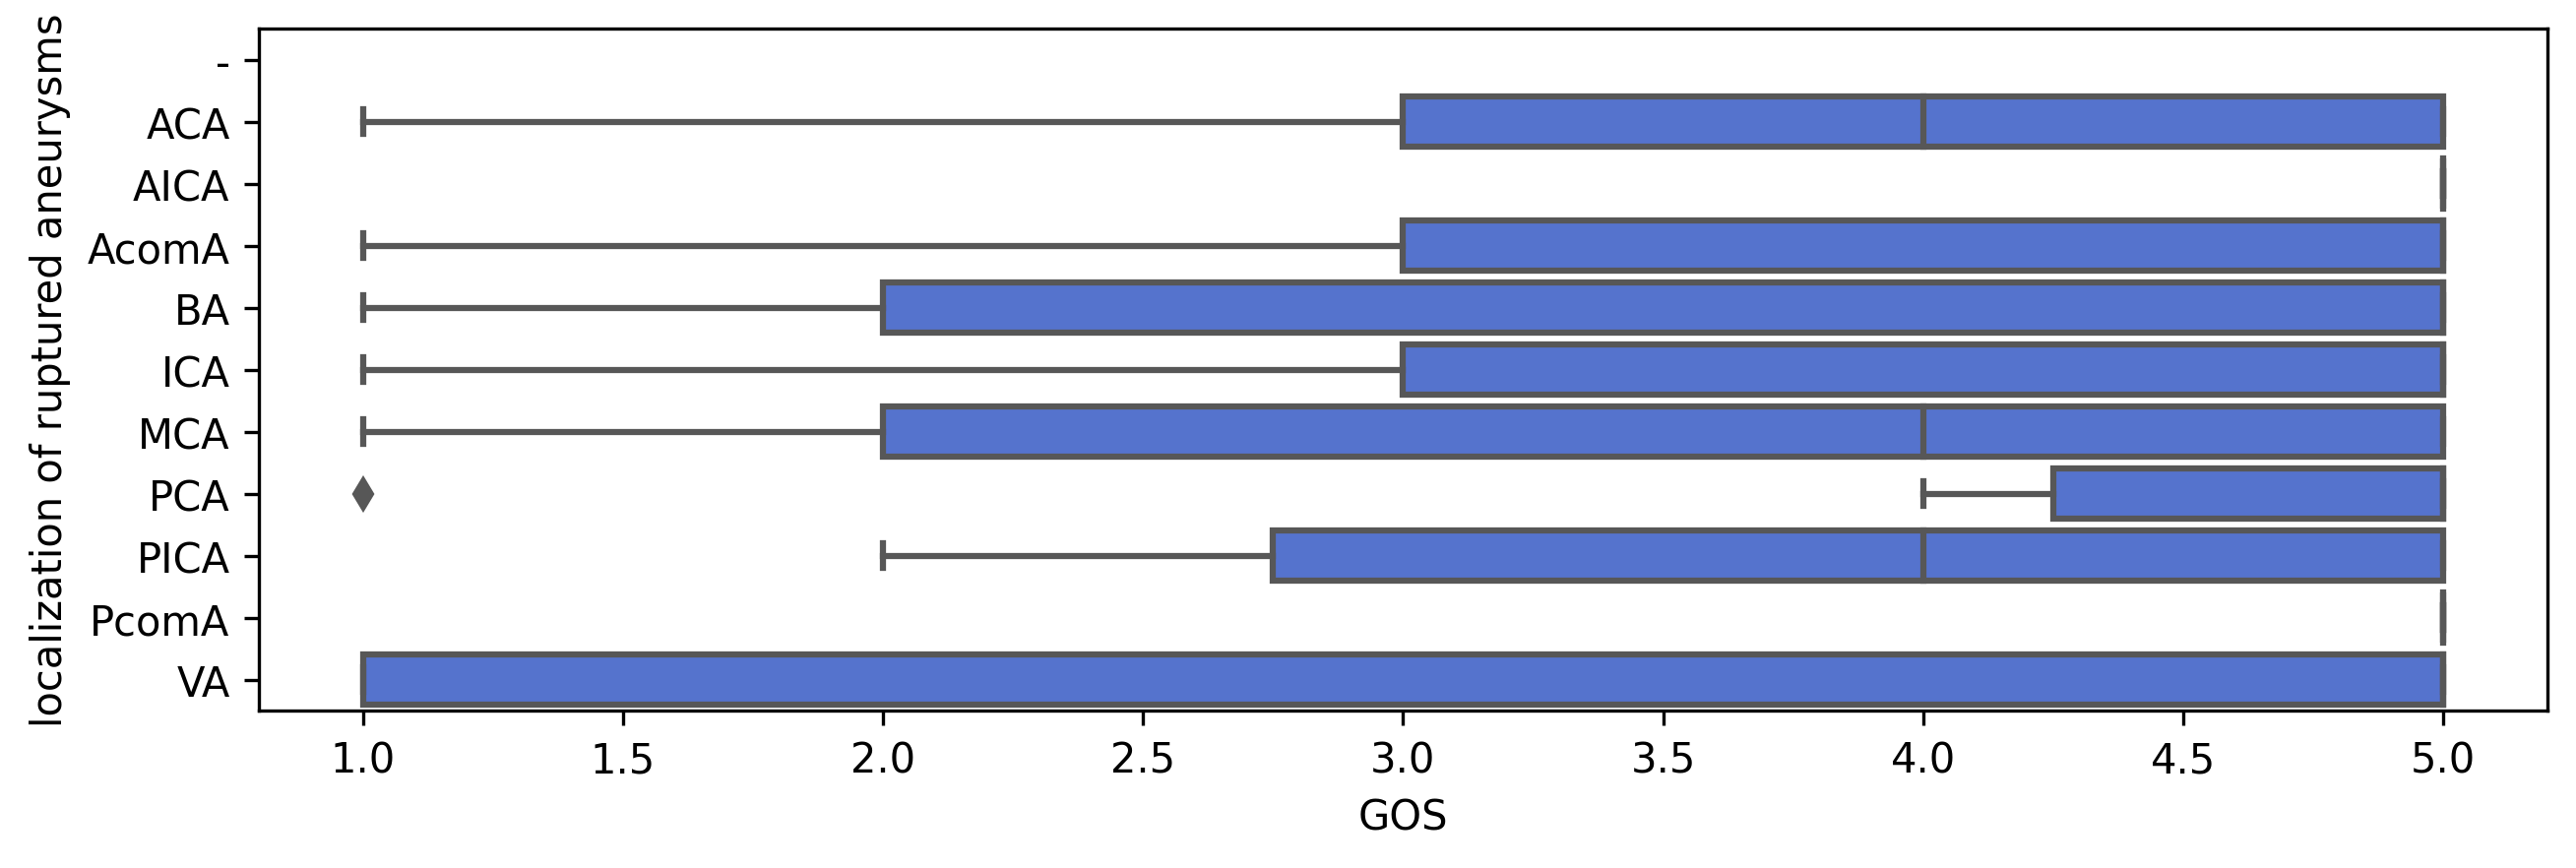 localization of ruptured aneurysms
-
ACA
AICA
AcomA
BA
ICA
MCA
PCA
PICA
PcomA
VA
1.0 1.5 2.0 2.5 3.0 3.5 4.0 4.5 5.0
GOS